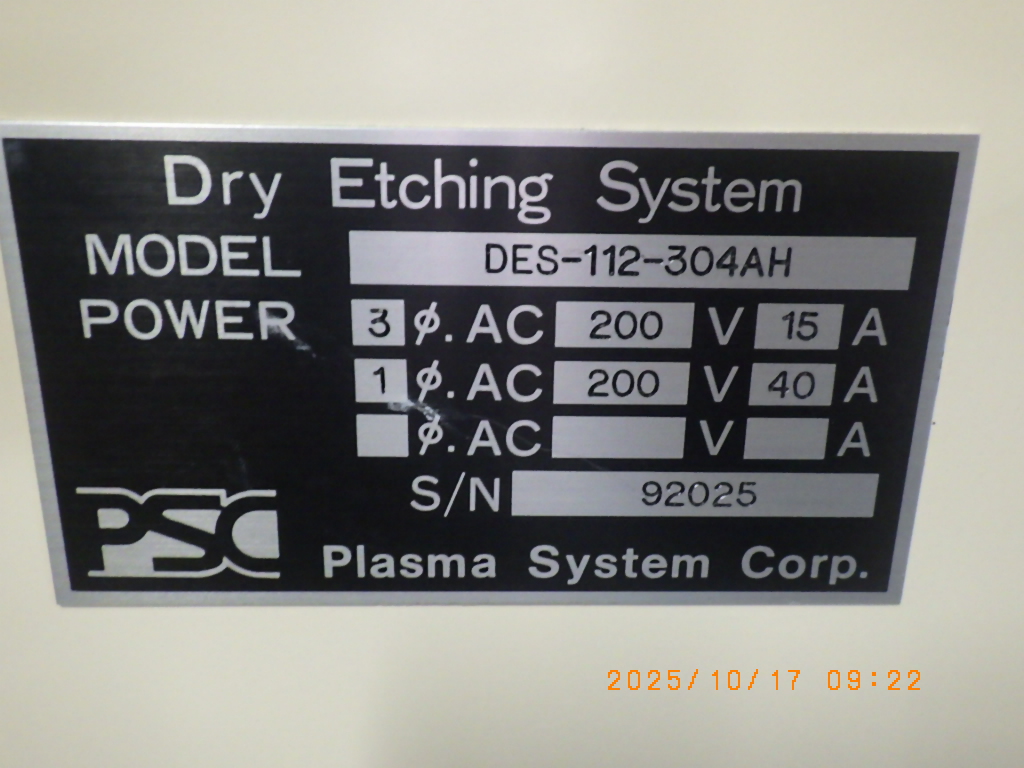 Dry Etching System
MODEL DES-112-304AH
POWER 3 φ. AC 200 V 15 A
1 φ. AC 200 V 40 A
φ. AC V A
S/N 92025
PSC Plasma System Corp.
2025/10/17 09:22